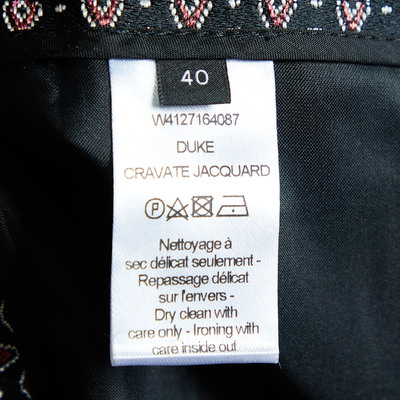 40
W4127164087
DUKE
CRAVATE JACQUARD
P
Nettoyage à
sec délicat seulement -
Repassage délicat
sur l'envers -
Dry clean with
care only - Ironing with
care inside out